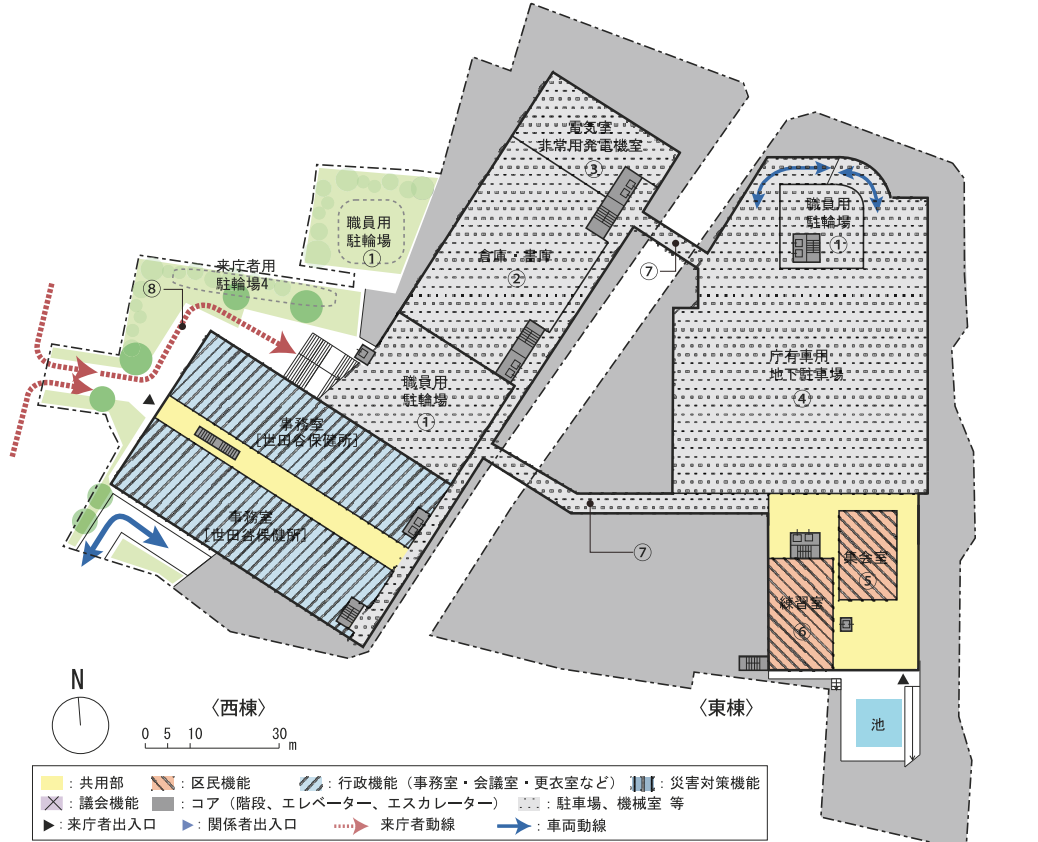 電気室
非常用発電機室
③
職員用
駐輪場
①
職員用
駐輪場
①
来庁者用
駐輪場4
⑧
倉庫・書庫
②
⑦
庁有車用
地下駐車場
④
職員用
駐輪場
①
事務室
[世田谷保健所]
事務室
[世田谷保健所]
⑦
集会室
⑤
練習室
⑥
N
〈西棟〉
〈東棟〉
池
0 5 10 30 m
：共用部 ：区民機能 ：行政機能（事務室・会議室・更衣室など） ：災害対策機能
：議会機能 ：コア（階段、エレベーター、エスカレーター） ：駐車場、機械室 等
▶：来庁者出入口 ▶：関係者出入口 来庁者動線 ：車両動線